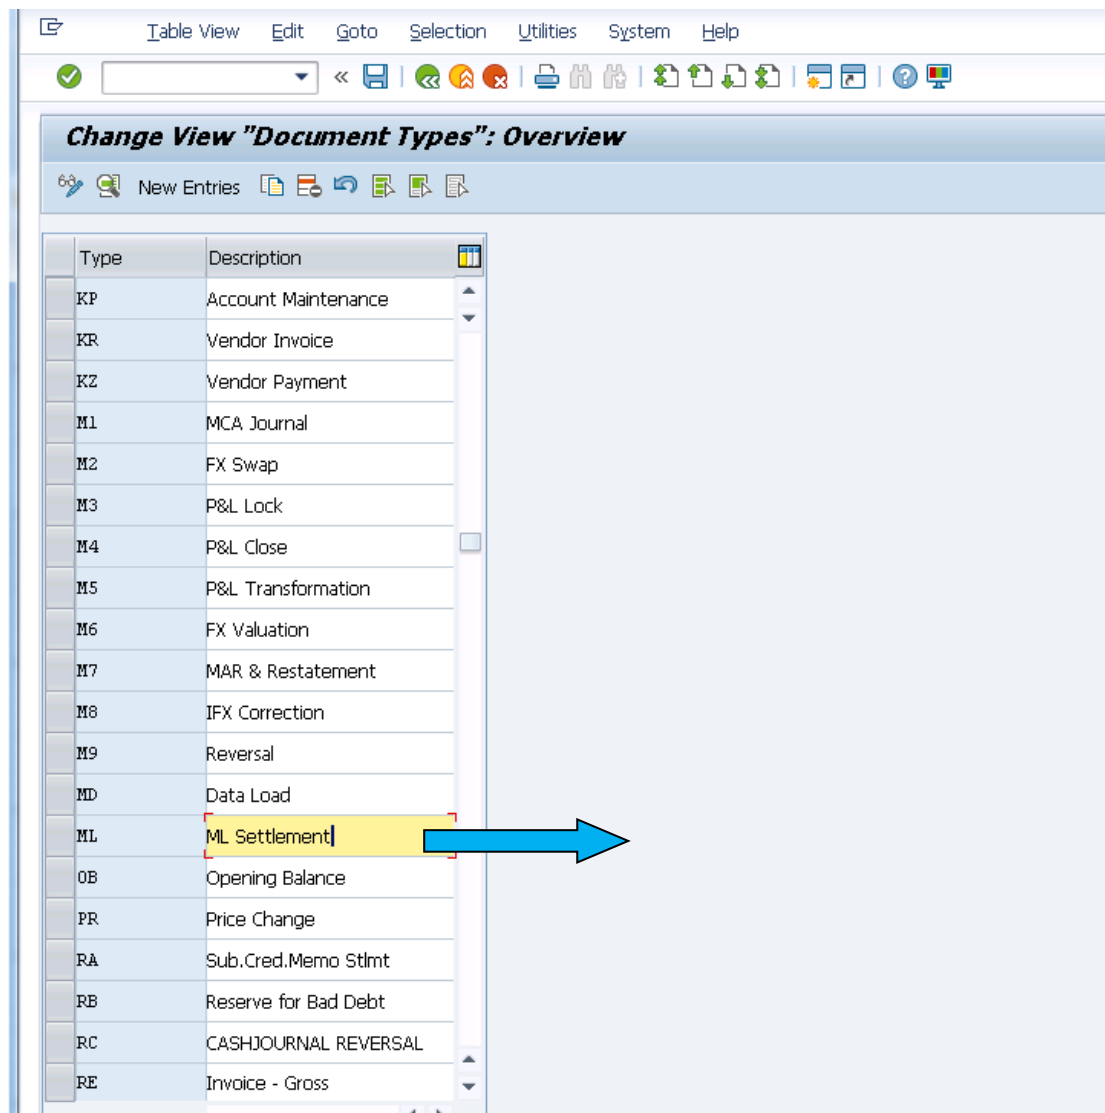 Table View Edit Goto Selection Utilities System Help
Change View "Document Types": Overview
New Entries
Type Description
KP Account Maintenance
KR Vendor Invoice
KZ Vendor Payment
M1 MCA Journal
M2 FX Swap
M3 P&L Lock
M4 P&L Close
M5 P&L Transformation
M6 FX Valuation
M7 MAR & Restatement
M8 IFX Correction
M9 Reversal
MD Data Load
ML ML Settlement
OB Opening Balance
PR Price Change
RA Sub.Cred.Memo Stlmt
RB Reserve for Bad Debt
RC CASHJOURNAL REVERSAL
RE Invoice - Gross